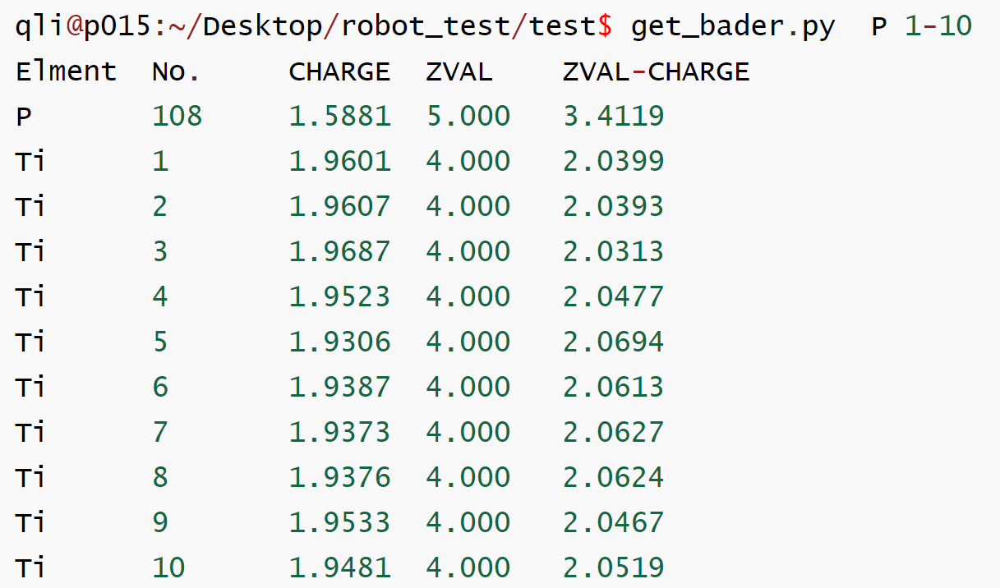 qli@p015:~/Desktop/robot_test/test$ get_bader.py  P 1-10
Elment  No.     CHARGE  ZVAL    ZVAL-CHARGE
P       108     1.5881  5.000   3.4119
Ti      1       1.9601  4.000   2.0399
Ti      2       1.9607  4.000   2.0393
Ti      3       1.9687  4.000   2.0313
Ti      4       1.9523  4.000   2.0477
Ti      5       1.9306  4.000   2.0694
Ti      6       1.9387  4.000   2.0613
Ti      7       1.9373  4.000   2.0627
Ti      8       1.9376  4.000   2.0624
Ti      9       1.9533  4.000   2.0467
Ti      10      1.9481  4.000   2.0519